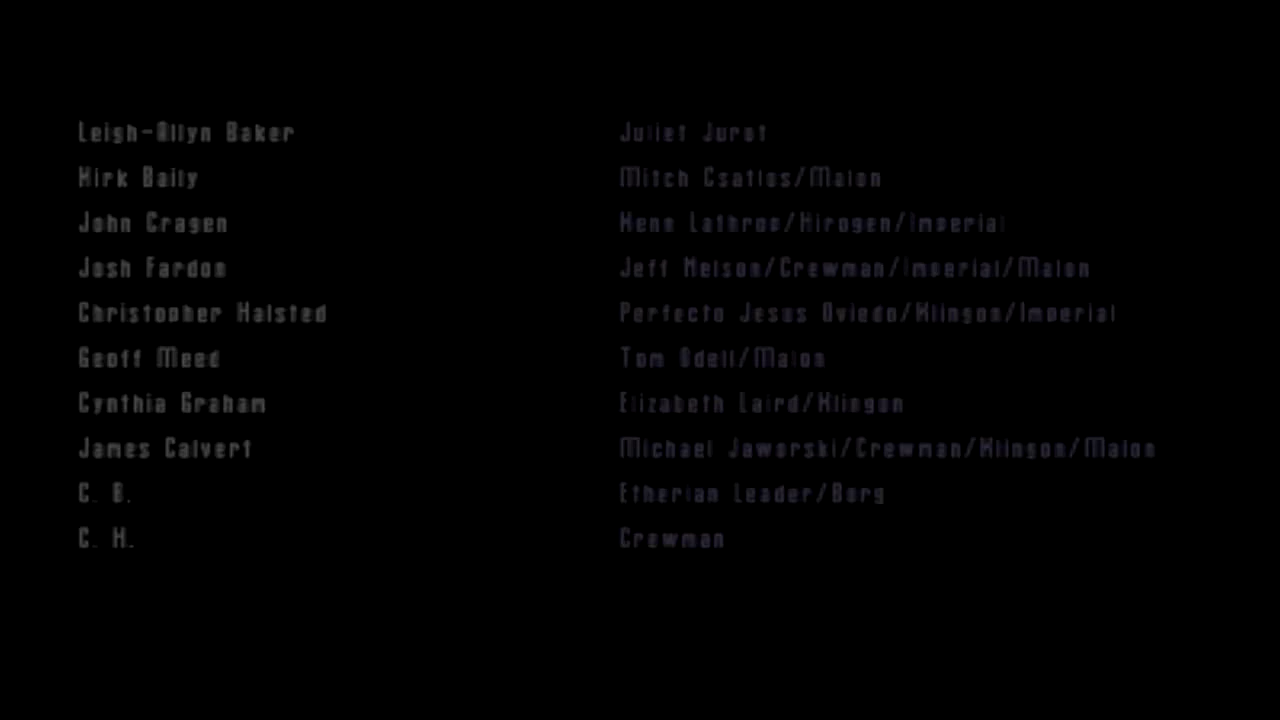 Leigh-Allyn Baker Juliet Jurot
Kirk Baily Mitch Csatlos/Malon
John Cragen Kenn Lathrop/Hirogen/Imperial
Josh Fardon Jeff Nelson/Crewman/Imperial/Malon
Christopher Halsted Perfecto Jesus Oviedo/Klingon/Imperial
Geoff Meed Tom Odell/Malon
Cynthia Graham Elizabeth Laird/Klingon
James Calvert Michael Jaworski/Crewman/Klingon/Malon
C. B. Etherian Leader/Borg
C. H. Crewman